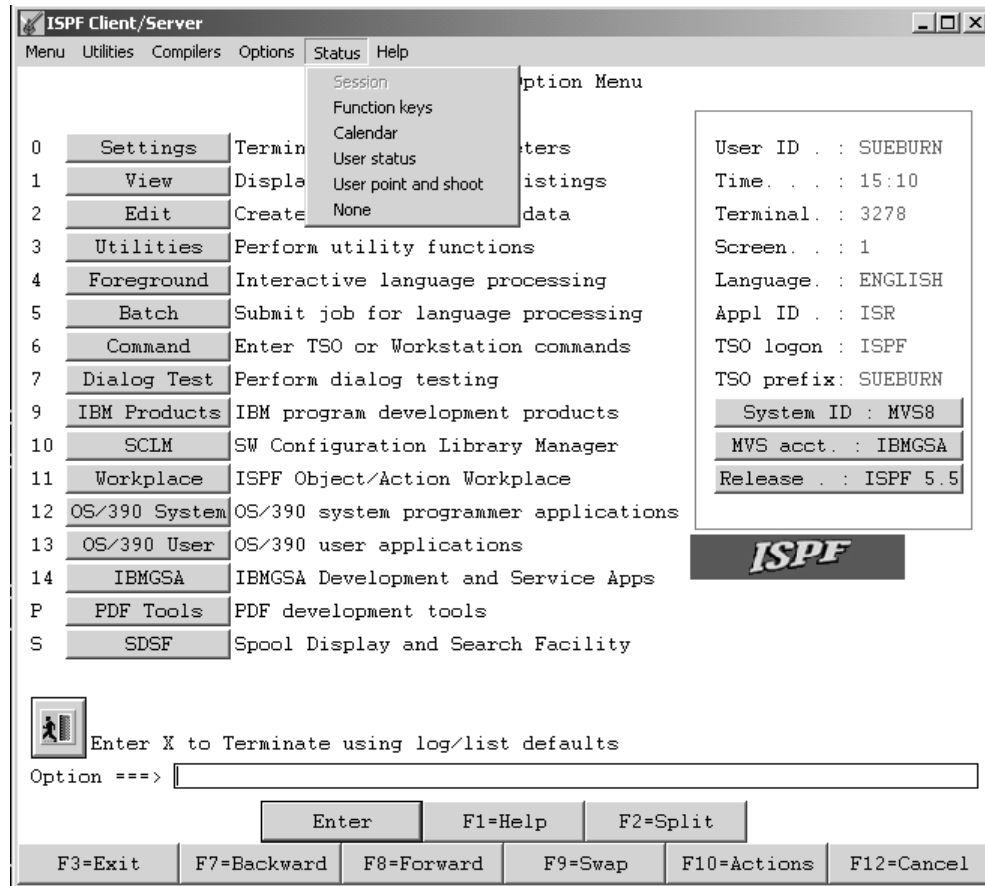 ISPF Client/Server
Menu Utilities Compilers Options Status Help
Session
Function keys
Calendar
User status
User point and shoot
None
ption Menu
0 Settings Termin ters
1 View Displa istings
2 Edit Create data
3 Utilities Perform utility functions
4 Foreground Interactive language processing
5 Batch Submit job for language processing
6 Command Enter TSO or Workstation commands
7 Dialog Test Perform dialog testing
9 IBM Products IBM program development products
10 SCLM SW Configuration Library Manager
11 Workplace ISPF Object/Action Workplace
12 OS/390 System OS/390 system programmer applications
13 OS/390 User OS/390 user applications
14 IBMGSA IBMGSA Development and Service Apps
P PDF Tools PDF development tools
S SDSF Spool Display and Search Facility
User ID . : SUEBURN
Time. . . : 15:10
Terminal. : 3278
Screen. . : 1
Language. : ENGLISH
Appl ID . : ISR
TSO logon : ISPF
TSO prefix: SUEBURN
System ID : MVS8
MVS acct. : IBMGSA
Release . : ISPF 5.5
ISPF
Enter X to Terminate using log/list defaults
Option ===>
Enter F1=Help F2=Split
F3=Exit F7=Backward F8=Forward F9=Swap F10=Actions F12=Cancel